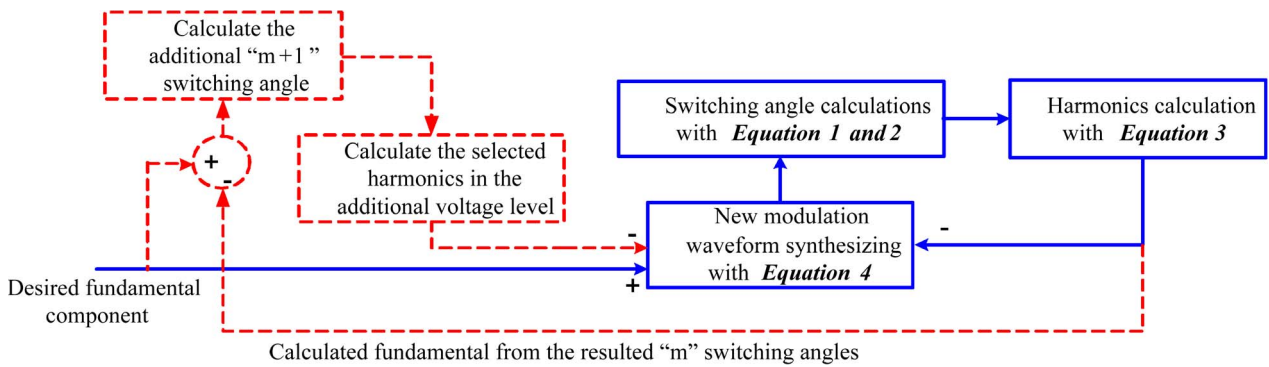 Calculate the
additional “m+1”
switching angle
+
-
Calculate the selected
harmonics in the
additional voltage level
Switching angle calculations
with Equation 1 and 2
Harmonics calculation
with Equation 3
New modulation
waveform synthesizing
with Equation 4
-
+
-
Desired fundamental
component
Calculated fundamental from the resulted “m” switching angles